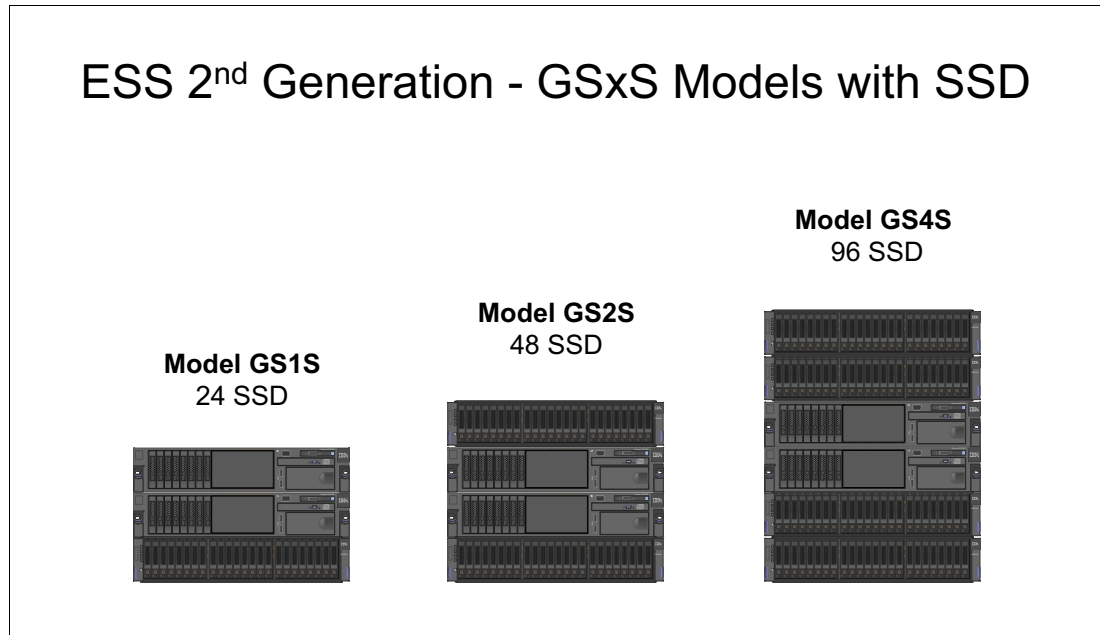 ESS 2nd Generation - GSxS Models with SSD
Model GS4S
96 SSD
Model GS2S
48 SSD
Model GS1S
24 SSD